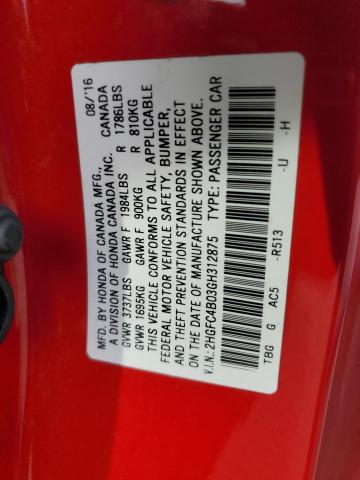 MFD. BY HONDA OF CANADA MFG., 08/'16
A DIVISION OF HONDA CANADA INC. CANADA
GVWR 3737LBS GAWR F 1984LBS R 1786LBS
GVWR 1695KG GAWR F 900KG R 810KG
THIS VEHICLE CONFORMS TO ALL APPLICABLE
FEDERAL MOTOR VEHICLE SAFETY, BUMPER,
AND THEFT PREVENTION STANDARDS IN EFFECT
ON THE DATE OF MANUFACTURE SHOWN ABOVE.
V.I.N.: 2HGFC4B03GH312875 TYPE: PASSENGER CAR
TBG G AC5 -R513 -U -H